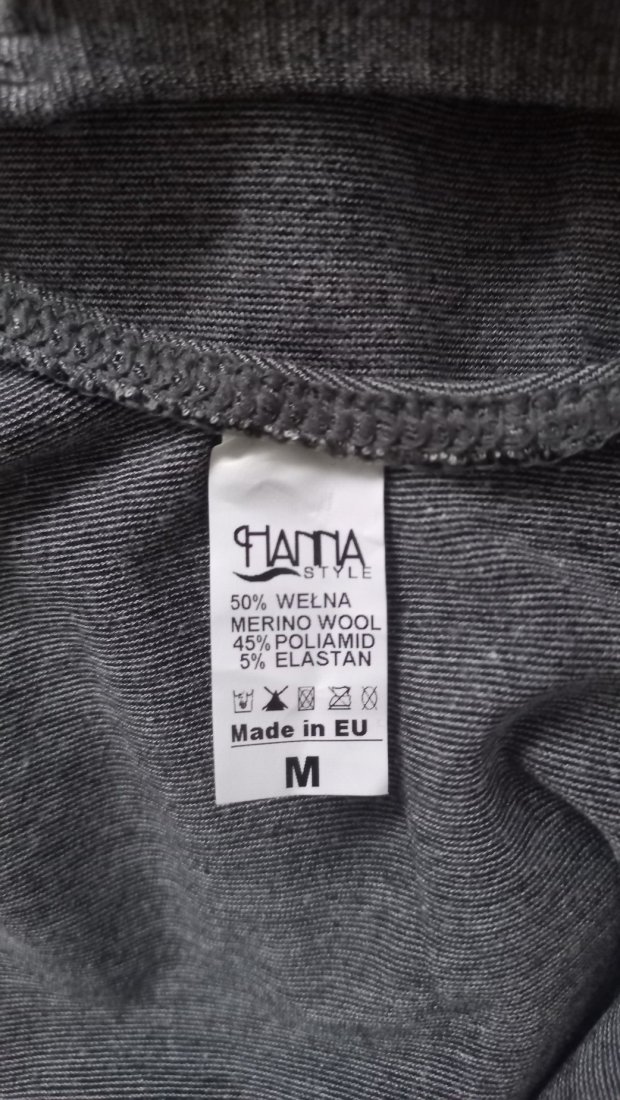 HANNA
STYLE
50% WEŁNA
MERINO WOOL
45% POLIAMID
5% ELASTAN
Made in EU
M